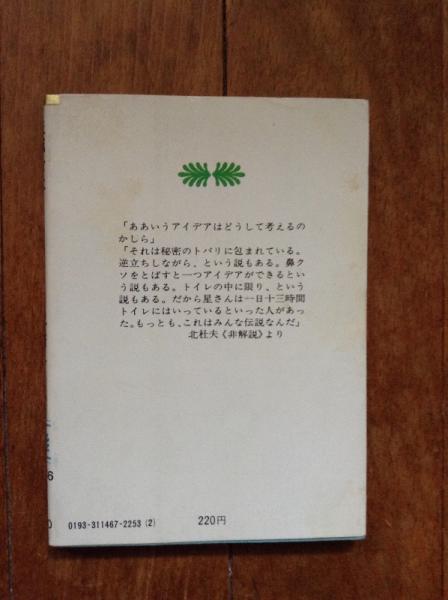 「ああいうアイデアはどうして考えるの
かしら」
「それは秘密のトバリに包まれている。
逆立ちしながら、という説もある。鼻ク
ソをとばすと一つアイデアができるとい
う説もある。トイレの中に限り、という
説もある。だから星さんは一日十三時間
トイレにはいっているといった人があっ
た。もっとも、これはみんな伝説なんだ」
北杜夫《非解説》より
6
0
0193-311467-2253 (2)
220円